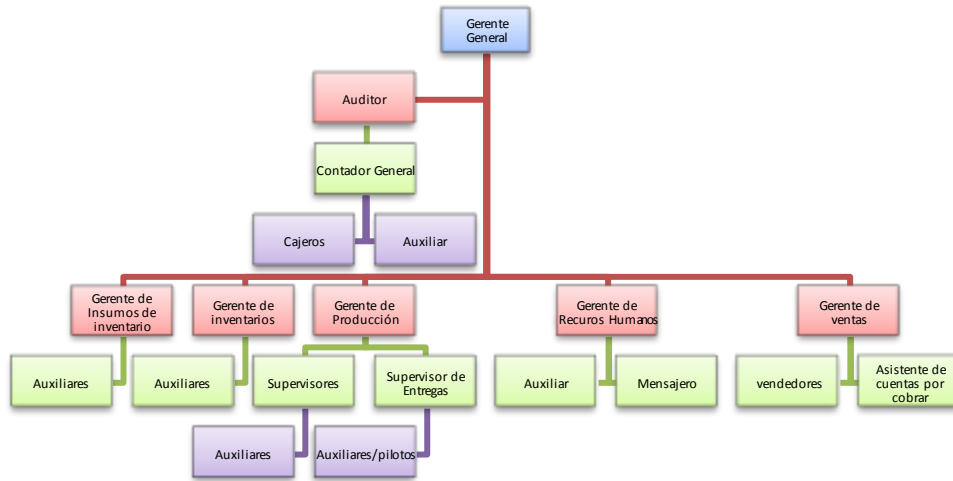 Gerente
General
Auditor
Contador General
Cajeros
Auxiliar
Gerente de
Insumos de
inventario
Gerente de
inventarios
Gerente de
Producción
Gerente de
Recuros Humanos
Gerente de
ventas
Auxiliares
Auxiliares
Supervisores
Supervisor de
Entregas
Auxiliar
Mensajero
vendedores
Asistente de
cuentas por
cobrar
Auxiliares
Auxiliares/pilotos